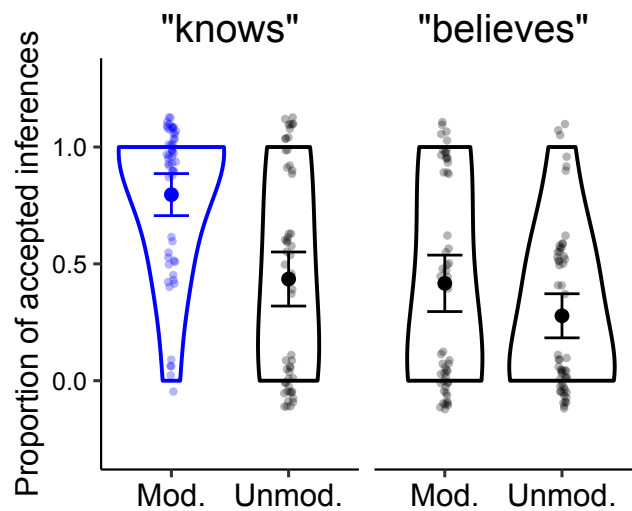 "knows" "believes"
Proportion of accepted inferences
1.0
0.5
0.0
Mod. Unmod. Mod. Unmod.